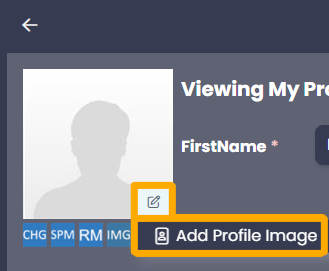 Viewing My Pro
FirstName *
CHG SPM RM IMG
Add Profile Image